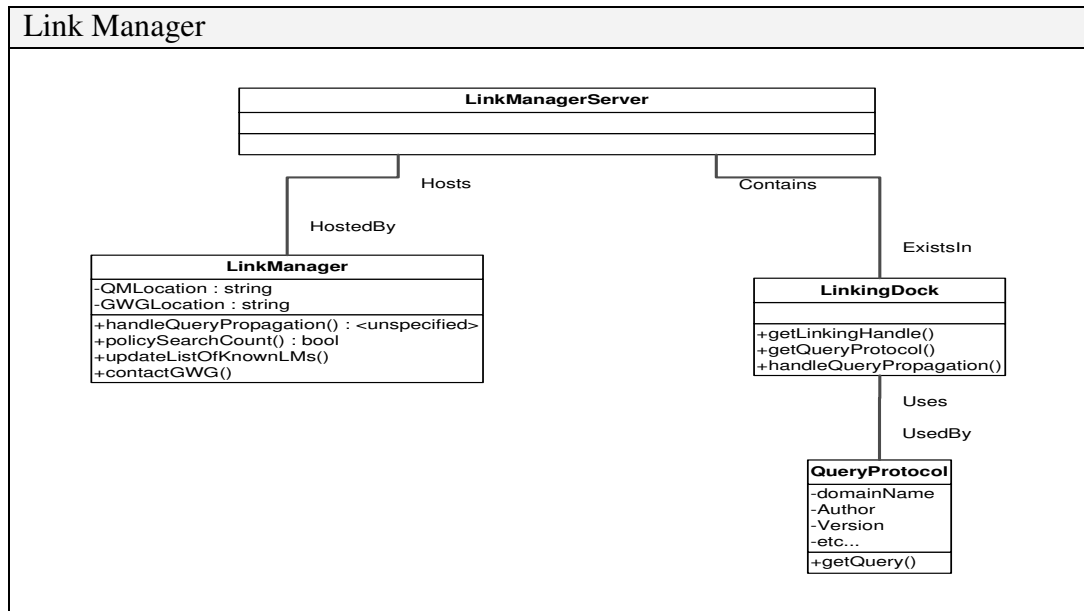 Link Manager
LinkManagerServer
Hosts
Contains
HostedBy
ExistsIn
LinkManager
-QMLocation : string
-GWGLocation : string
+handleQueryPropagation() : <unspecified>
+policySearchCount() : bool
+updateListOfKnownLMs()
+contactGWG()
LinkingDock
+getLinkingHandle()
+getQueryProtocol()
+handleQueryPropagation()
Uses
UsedBy
QueryProtocol
-domainName
-Author
-Version
-etc...
+getQuery()